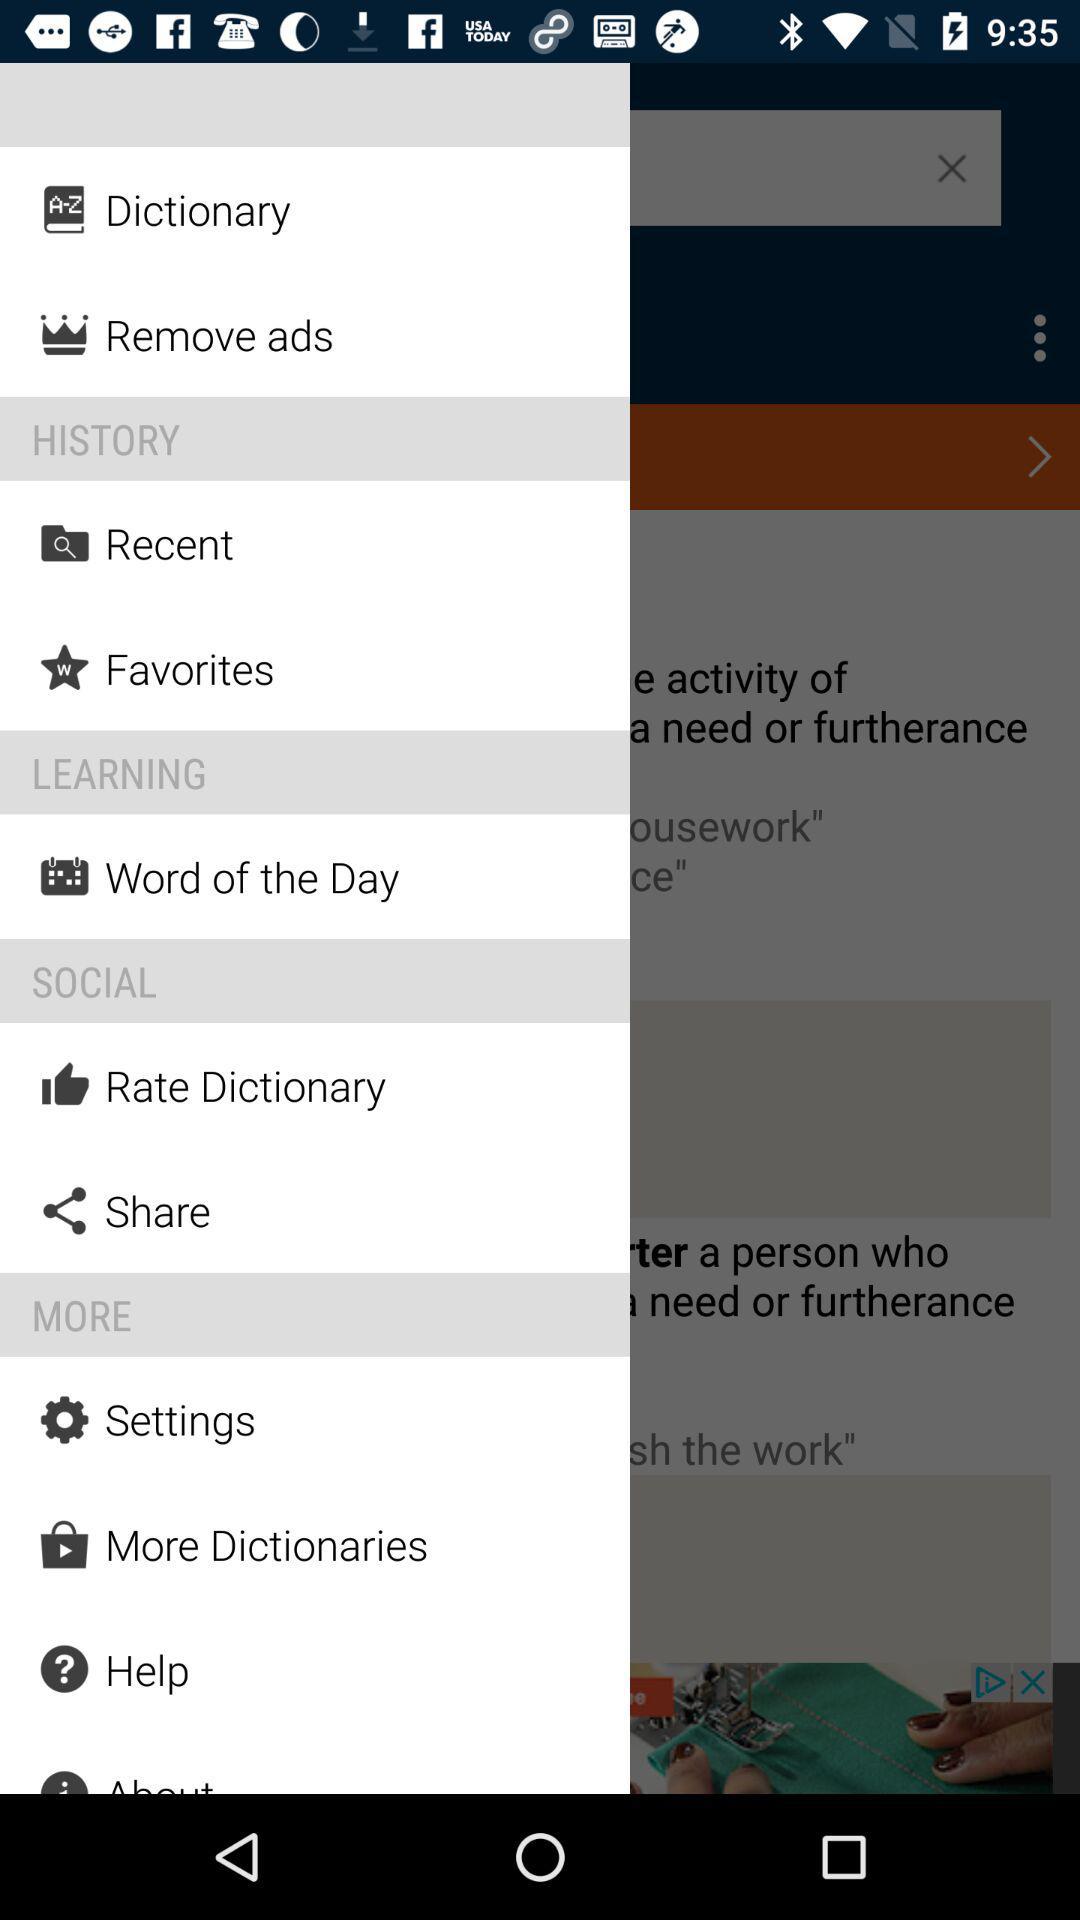 USA TODAY 9:35
A-Z Dictionary
Remove ads
HISTORY
Recent
W Favorites
e activity of
a need or furtherance
LEARNING
ousework"
Word of the Day
ce"
SOCIAL
Rate Dictionary
Share
rter a person who
need or furtherance
MORE
Settings
sh the work"
More Dictionaries
? Help
About